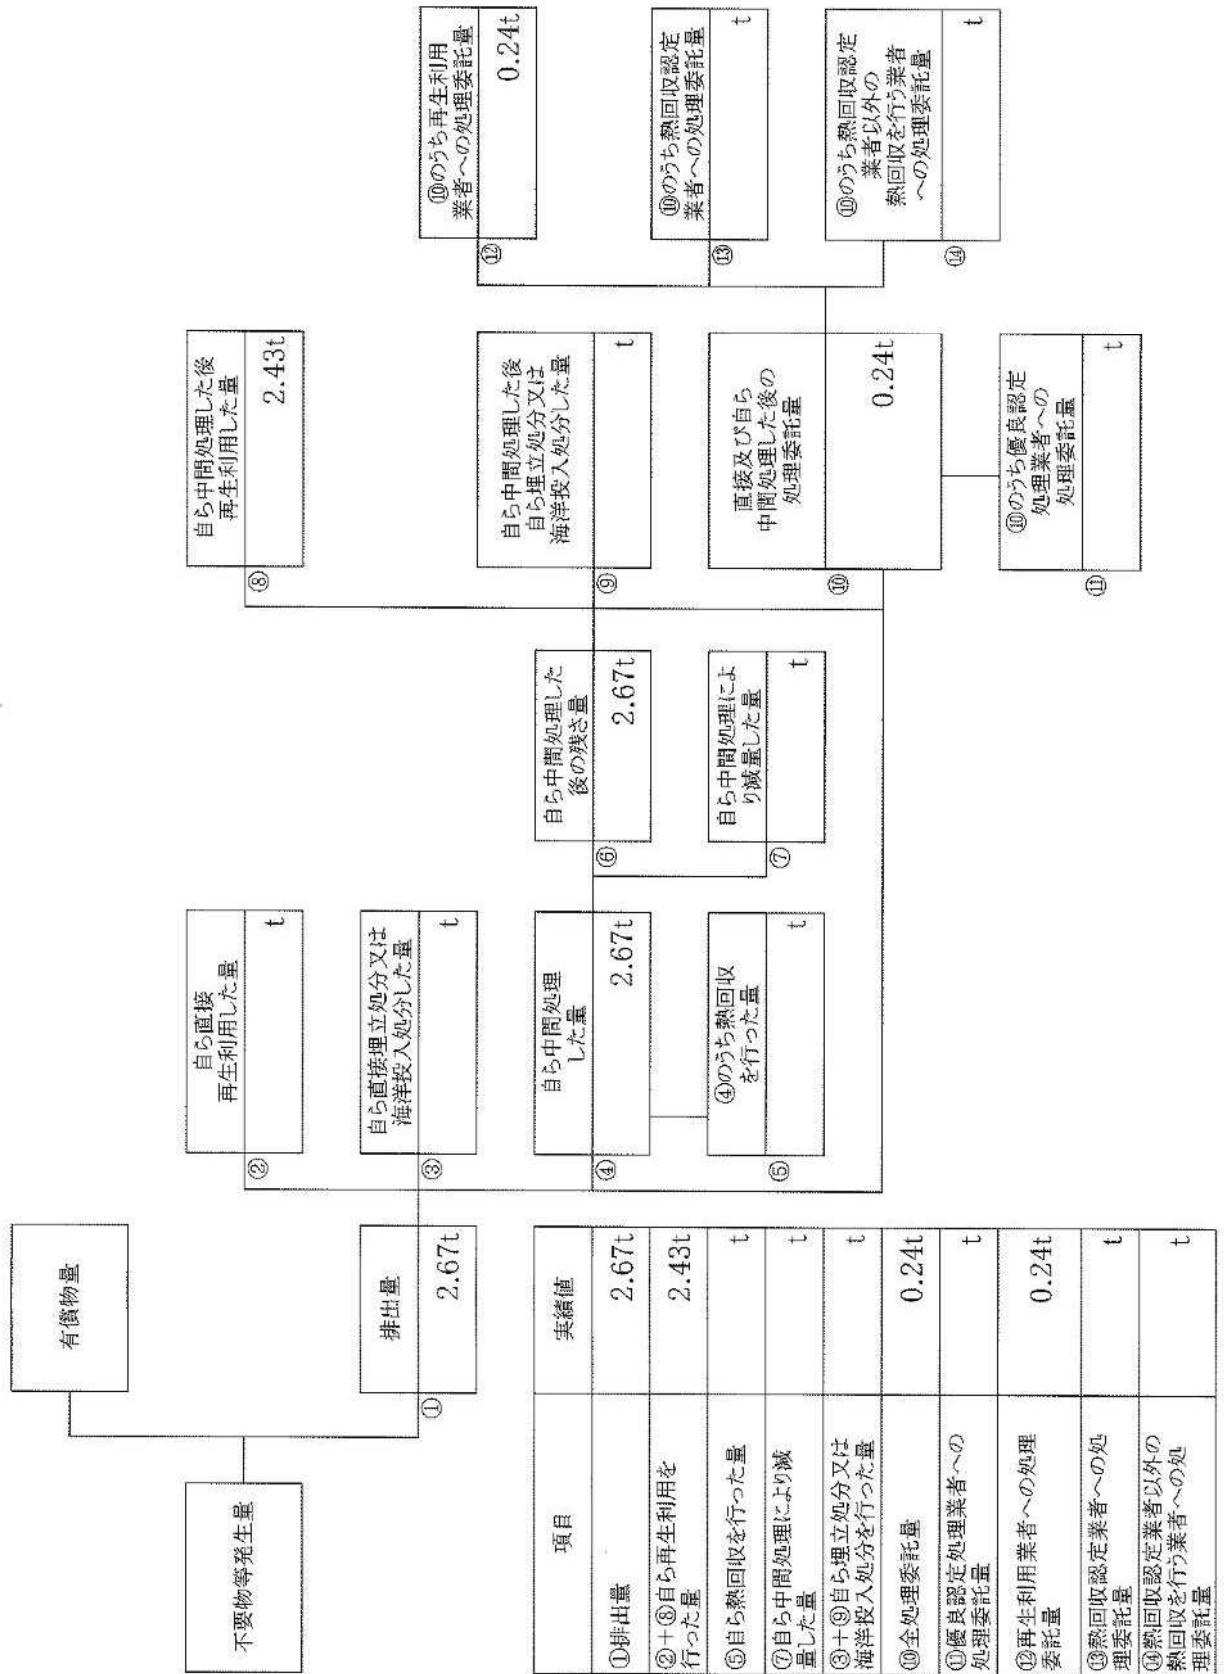 不要物等発生量
有償物量
①
排出量
2.67t
②
自ら直接
再生利用した量
t
③
自ら直接埋立処分又は
海洋投入処分した量
t
④
自ら中間処理
した量
2.67t
⑤
④のうち熱回収
を行った量
t
⑥
自ら中間処理した
後の残さ量
2.67t
⑦
自ら中間処理によ
り減量した量
t
⑧
自ら中間処理した後
再生利用した量
2.43t
⑨
自ら中間処理した後
自ら埋立処分又は
海洋投入処分した量
t
⑩
直接及び自ら
中間処理した後の
処理委託量
0.24t
⑪
⑩のうち優良認定
処理業者への
処理委託量
t
⑫
⑩のうち再生利用
業者への処理委託量
0.24t
⑬
⑩のうち熱回収認定
業者への処理委託量
t
⑭
⑩のうち熱回収認定
業者以外の
熱回収を行う業者
への処理委託量
t
項目
実績値
①排出量
2.67t
②+⑧自ら再生利用を
行った量
2.43t
⑤自ら熱回収を行った量
t
⑦自ら中間処理により減
量した量
t
③+⑨自ら埋立処分又は
海洋投入処分を行った量
t
⑩全処理委託量
0.24t
⑪優良認定処理業者への
処理委託量
t
⑫再生利用業者への処理
委託量
0.24t
⑬熱回収認定業者への処
理委託量
t
⑭熱回収認定業者以外の
熱回収を行う業者への処
理委託量
t